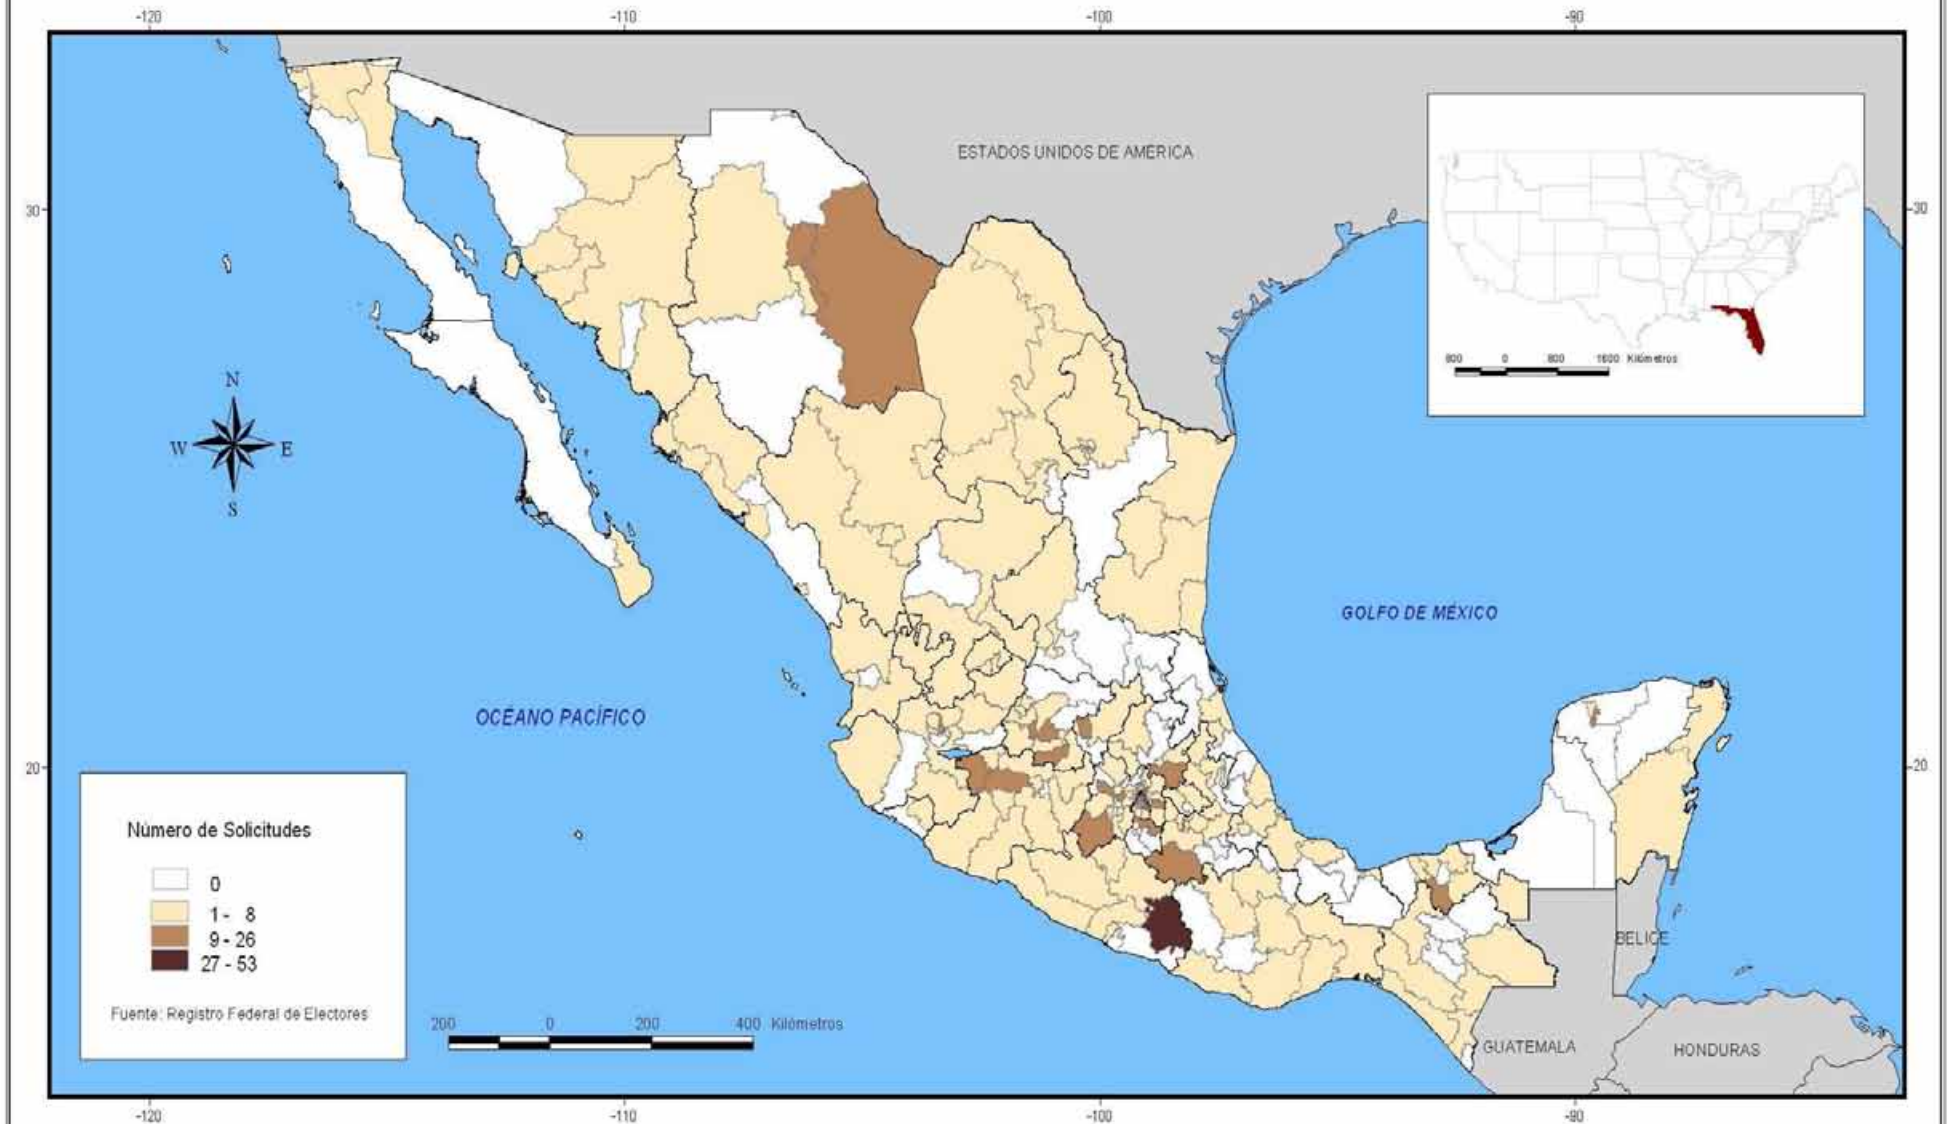 -120 -110 -100 -90
ESTADOS UNIDOS DE AMERICA
30 30
800 0 800 1600 Kilómetros
N
W E
S
GOLFO DE MÉXICO
OCÉANO PACÍFICO
20 20
Número de Solicitudes
0
1 - 8
9 - 26
27 - 53
Fuente: Registro Federal de Electores
200 0 200 400 Kilómetros
BELICE
GUATEMALA
HONDURAS
-120 -110 -100 -90